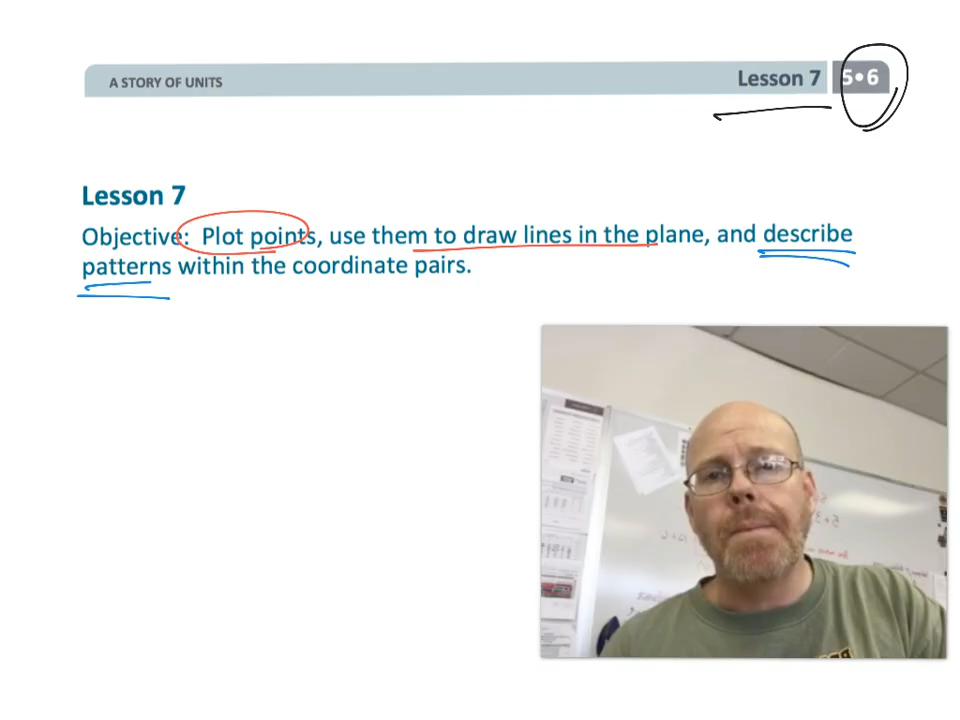 A STORY OF UNITS
Lesson 7
5•6
Lesson 7
Objective: Plot points, use them to draw lines in the plane, and describe
patterns within the coordinate pairs.